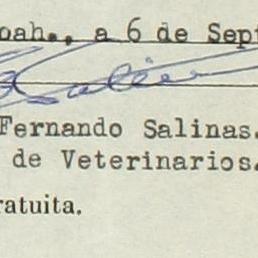 oah., a 6 de Sept
Fernando Salinas.
de Veterinarios.
ratuita.